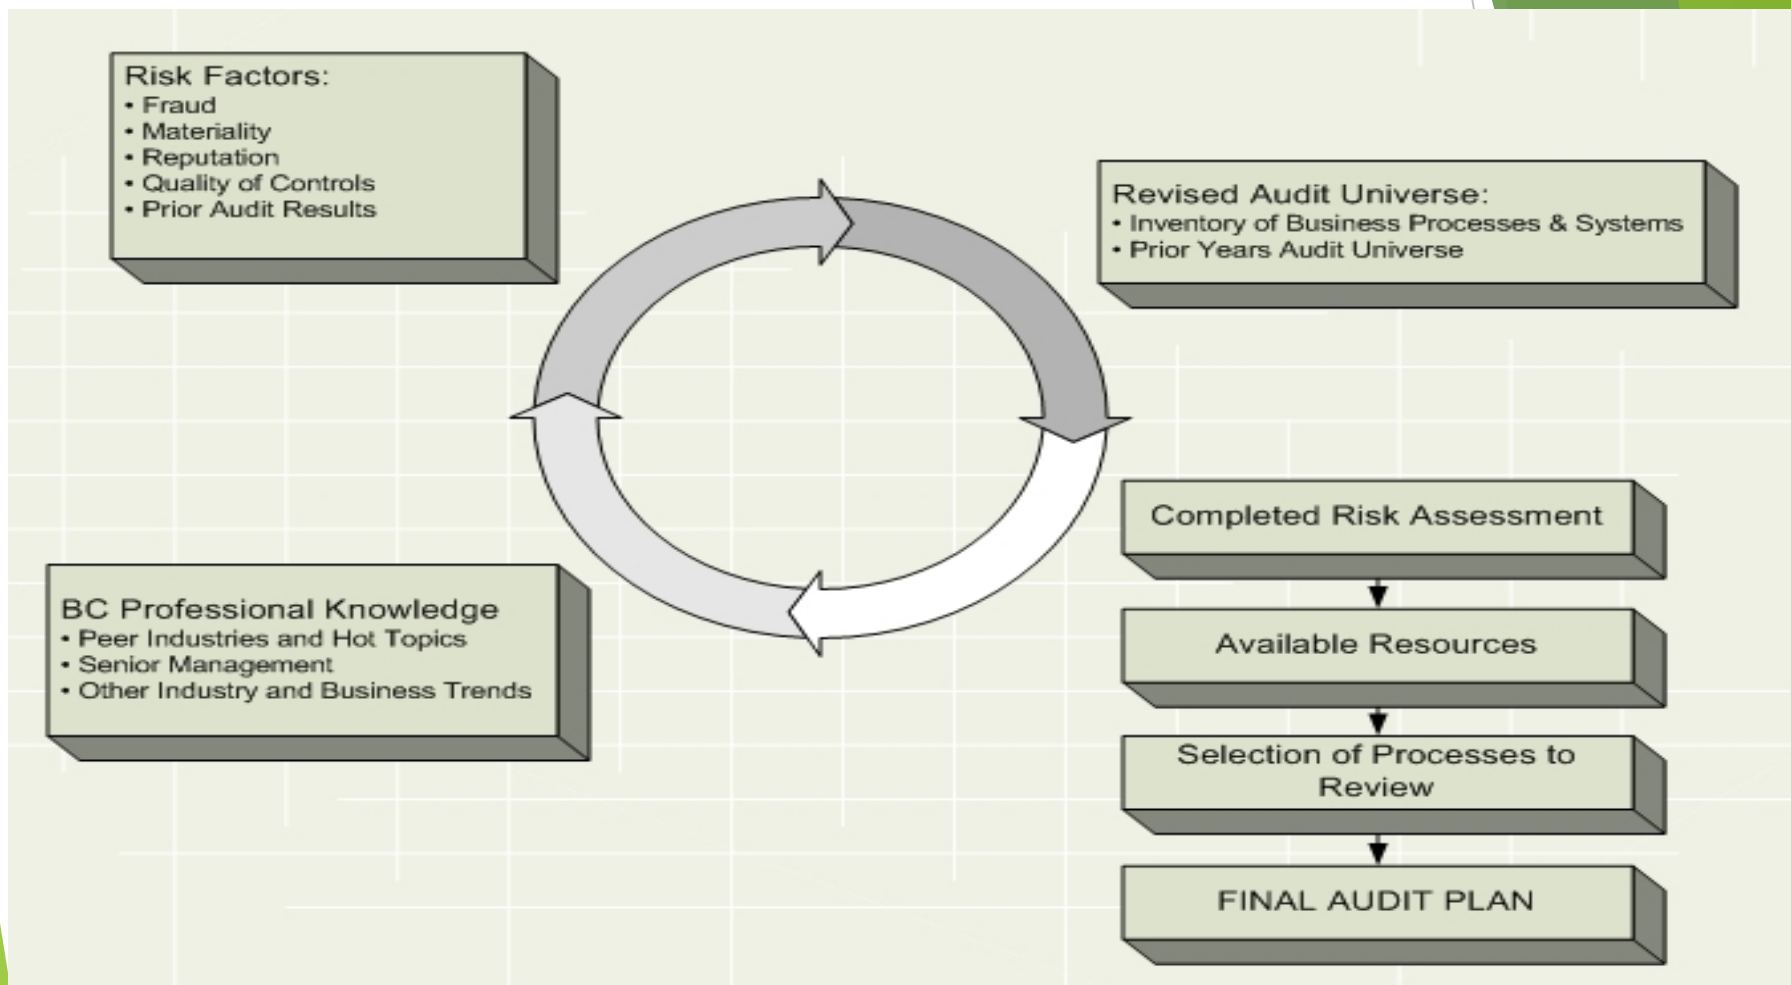 Risk Factors:
• Fraud
• Materiality
• Reputation
• Quality of Controls
• Prior Audit Results
Revised Audit Universe:
• Inventory of Business Processes & Systems
• Prior Years Audit Universe
BC Professional Knowledge
• Peer Industries and Hot Topics
• Senior Management
• Other Industry and Business Trends
Completed Risk Assessment
Available Resources
Selection of Processes to
Review
FINAL AUDIT PLAN